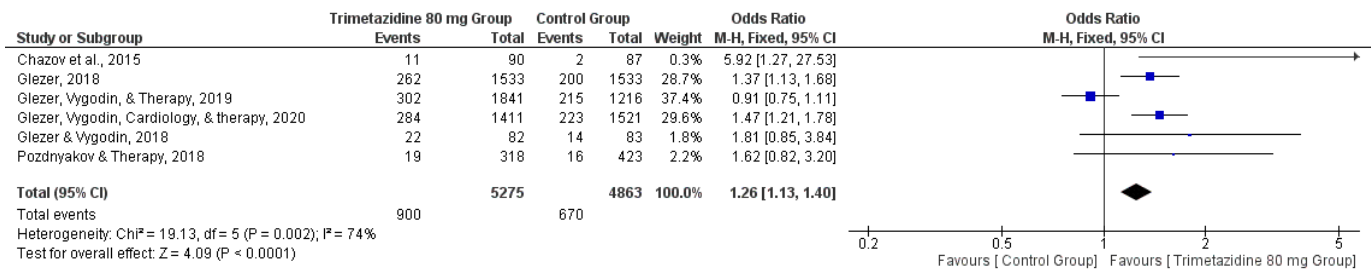 Trimetazidine 80 mg Group Control Group Odds Ratio Odds Ratio
Study or Subgroup Events Total Events Total Weight M-H, Fixed, 95% CI M-H, Fixed, 95% CI
Chazov et al., 2015 11 90 2 87 0.3% 5.92 [1.27, 27.53]
Glezer, 2018 262 1533 200 1533 28.7% 1.37 [1.13, 1.68]
Glezer, Vygodin, & Therapy, 2019 302 1841 215 1216 37.4% 0.91 [0.75, 1.11]
Glezer, Vygodin, Cardiology, & therapy, 2020 284 1411 223 1521 29.6% 1.47 [1.21, 1.78]
Glezer & Vygodin, 2018 22 82 14 83 1.8% 1.81 [0.85, 3.84]
Pozdnyakov & Therapy, 2018 19 318 16 423 2.2% 1.62 [0.82, 3.20]
Total (95% CI) 5275 4863 100.0% 1.26 [1.13, 1.40]
Total events 900 670
Heterogeneity: Chi² = 19.13, df = 5 (P = 0.002); I² = 74%
Test for overall effect: Z = 4.09 (P < 0.0001)
0.2 0.5 1 2 5
Favours [Control Group] Favours [Trimetazidine 80 mg Group]